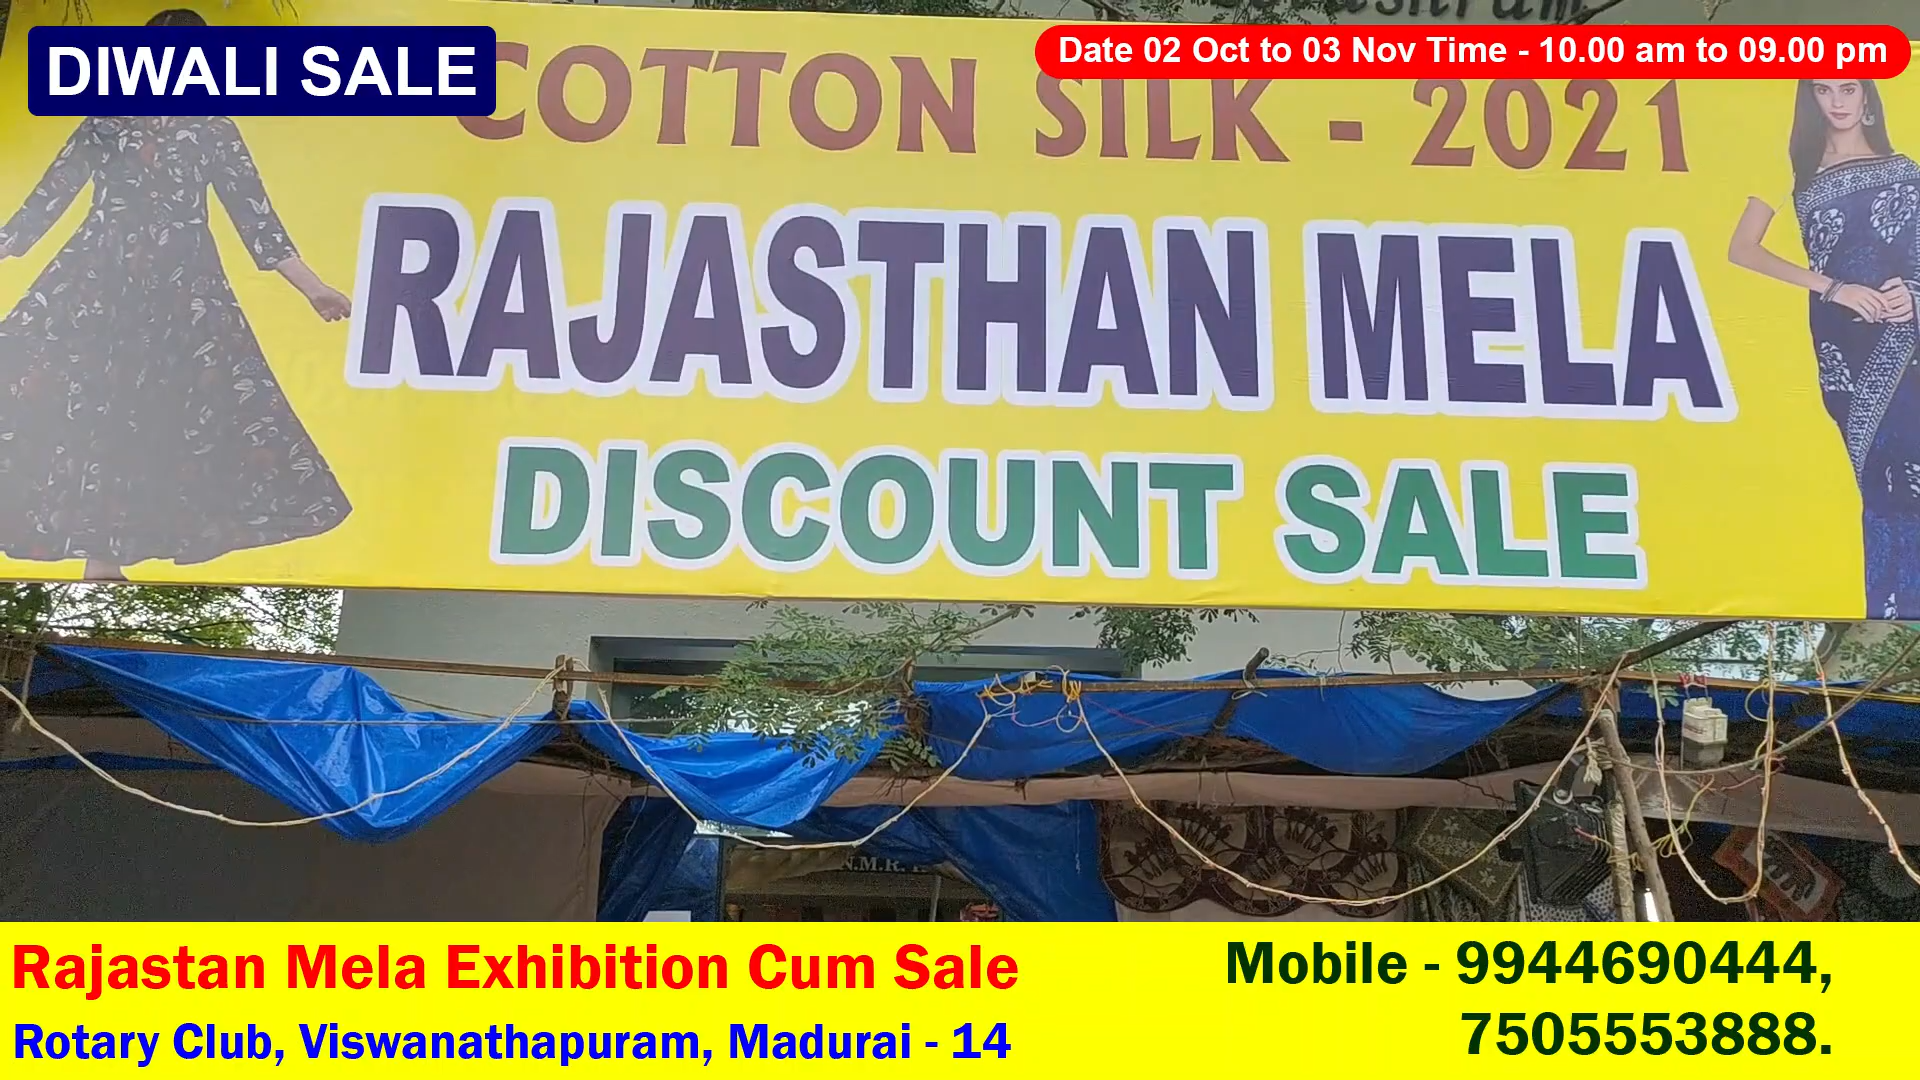 DIWALI SALE
Date 02 Oct to 03 Nov Time - 10.00 am to 09.00 pm
COTTON SILK - 2021
RAJASTHAN MELA
DISCOUNT SALE
N.M.R.
Rajastan Mela Exhibition Cum Sale
Rotary Club, Viswanathapuram, Madurai - 14
Mobile - 9944690444,
7505553888.